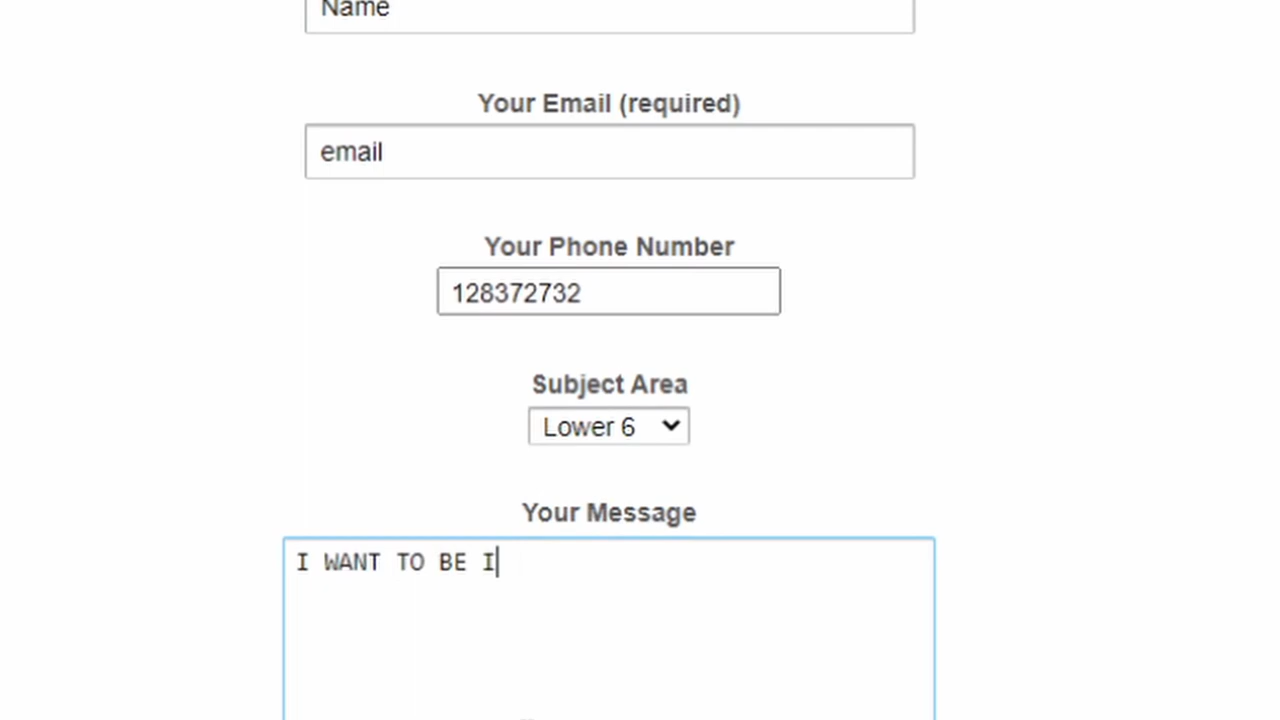 Name
Your Email (required)
email
Your Phone Number
128372732
Subject Area
Lower 6
Your Message
I WANT TO BE I